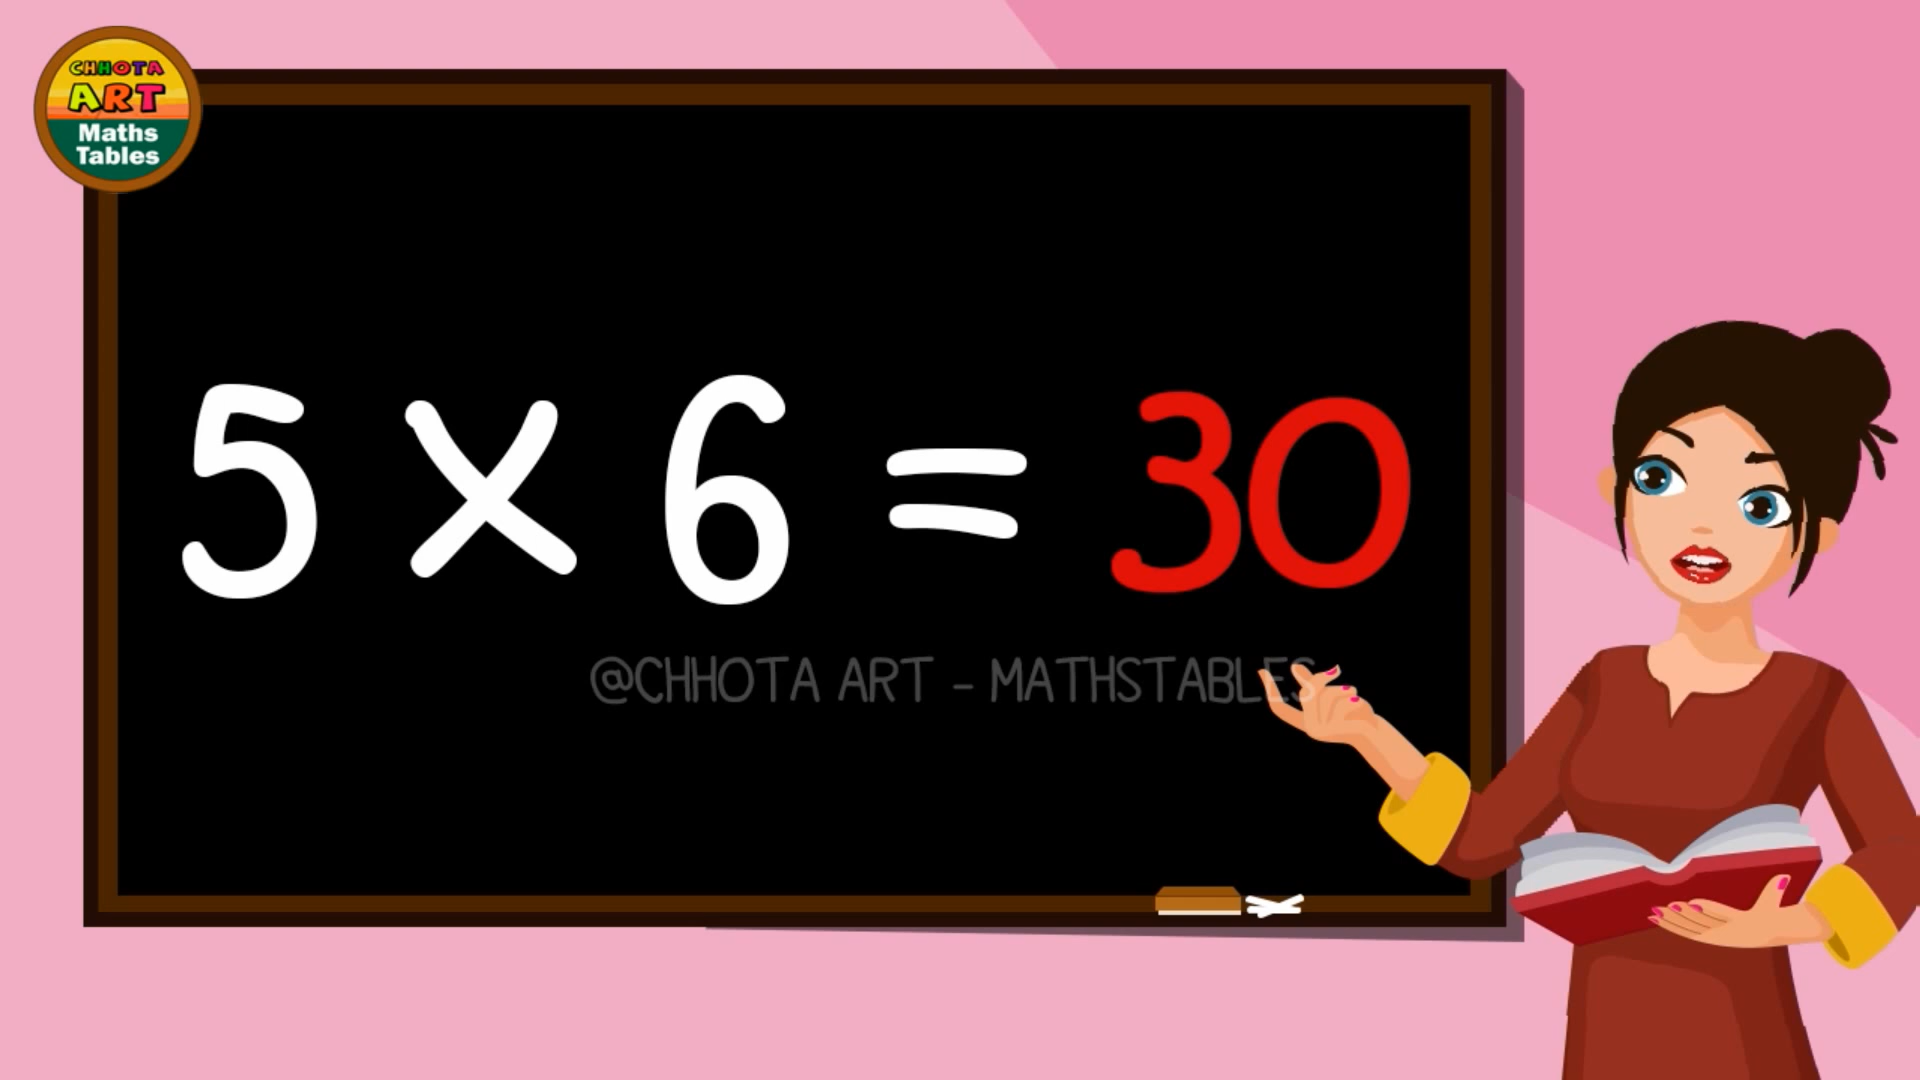 CHHOTA
ART
Maths
Tables
5 × 6 = 30
@CHHOTA ART - MATHSTABLES